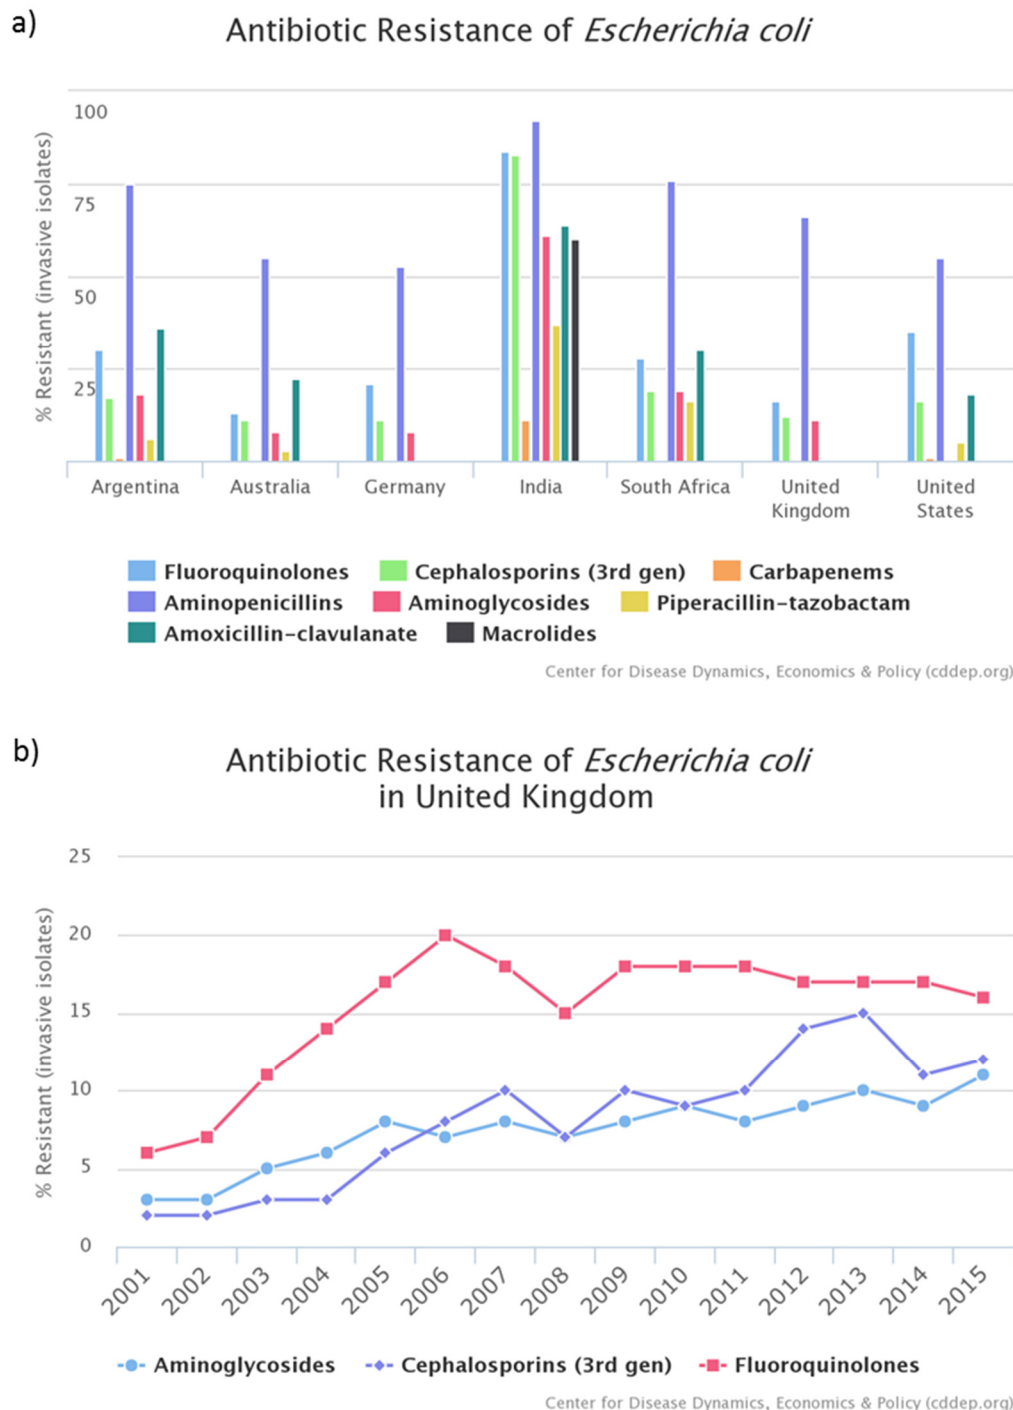 a)
Antibiotic Resistance of Escherichia coli
% Resistant (invasive isolates)
100
75
50
25
Argentina
Australia
Germany
India
South Africa
United
Kingdom
United
States
Fluoroquinolones
Cephalosporins (3rd gen)
Carbapenems
Aminopenicillins
Aminoglycosides
Piperacillin-tazobactam
Amoxicillin-clavulanate
Macrolides
Center for Disease Dynamics, Economics & Policy (cddep.org)
b)
Antibiotic Resistance of Escherichia coli
in United Kingdom
% Resistant (invasive isolates)
25
20
15
10
5
0
2001
2002
2003
2004
2005
2006
2007
2008
2009
2010
2011
2012
2013
2014
2015
Aminoglycosides
Cephalosporins (3rd gen)
Fluoroquinolones
Center for Disease Dynamics, Economics & Policy (cddep.org)